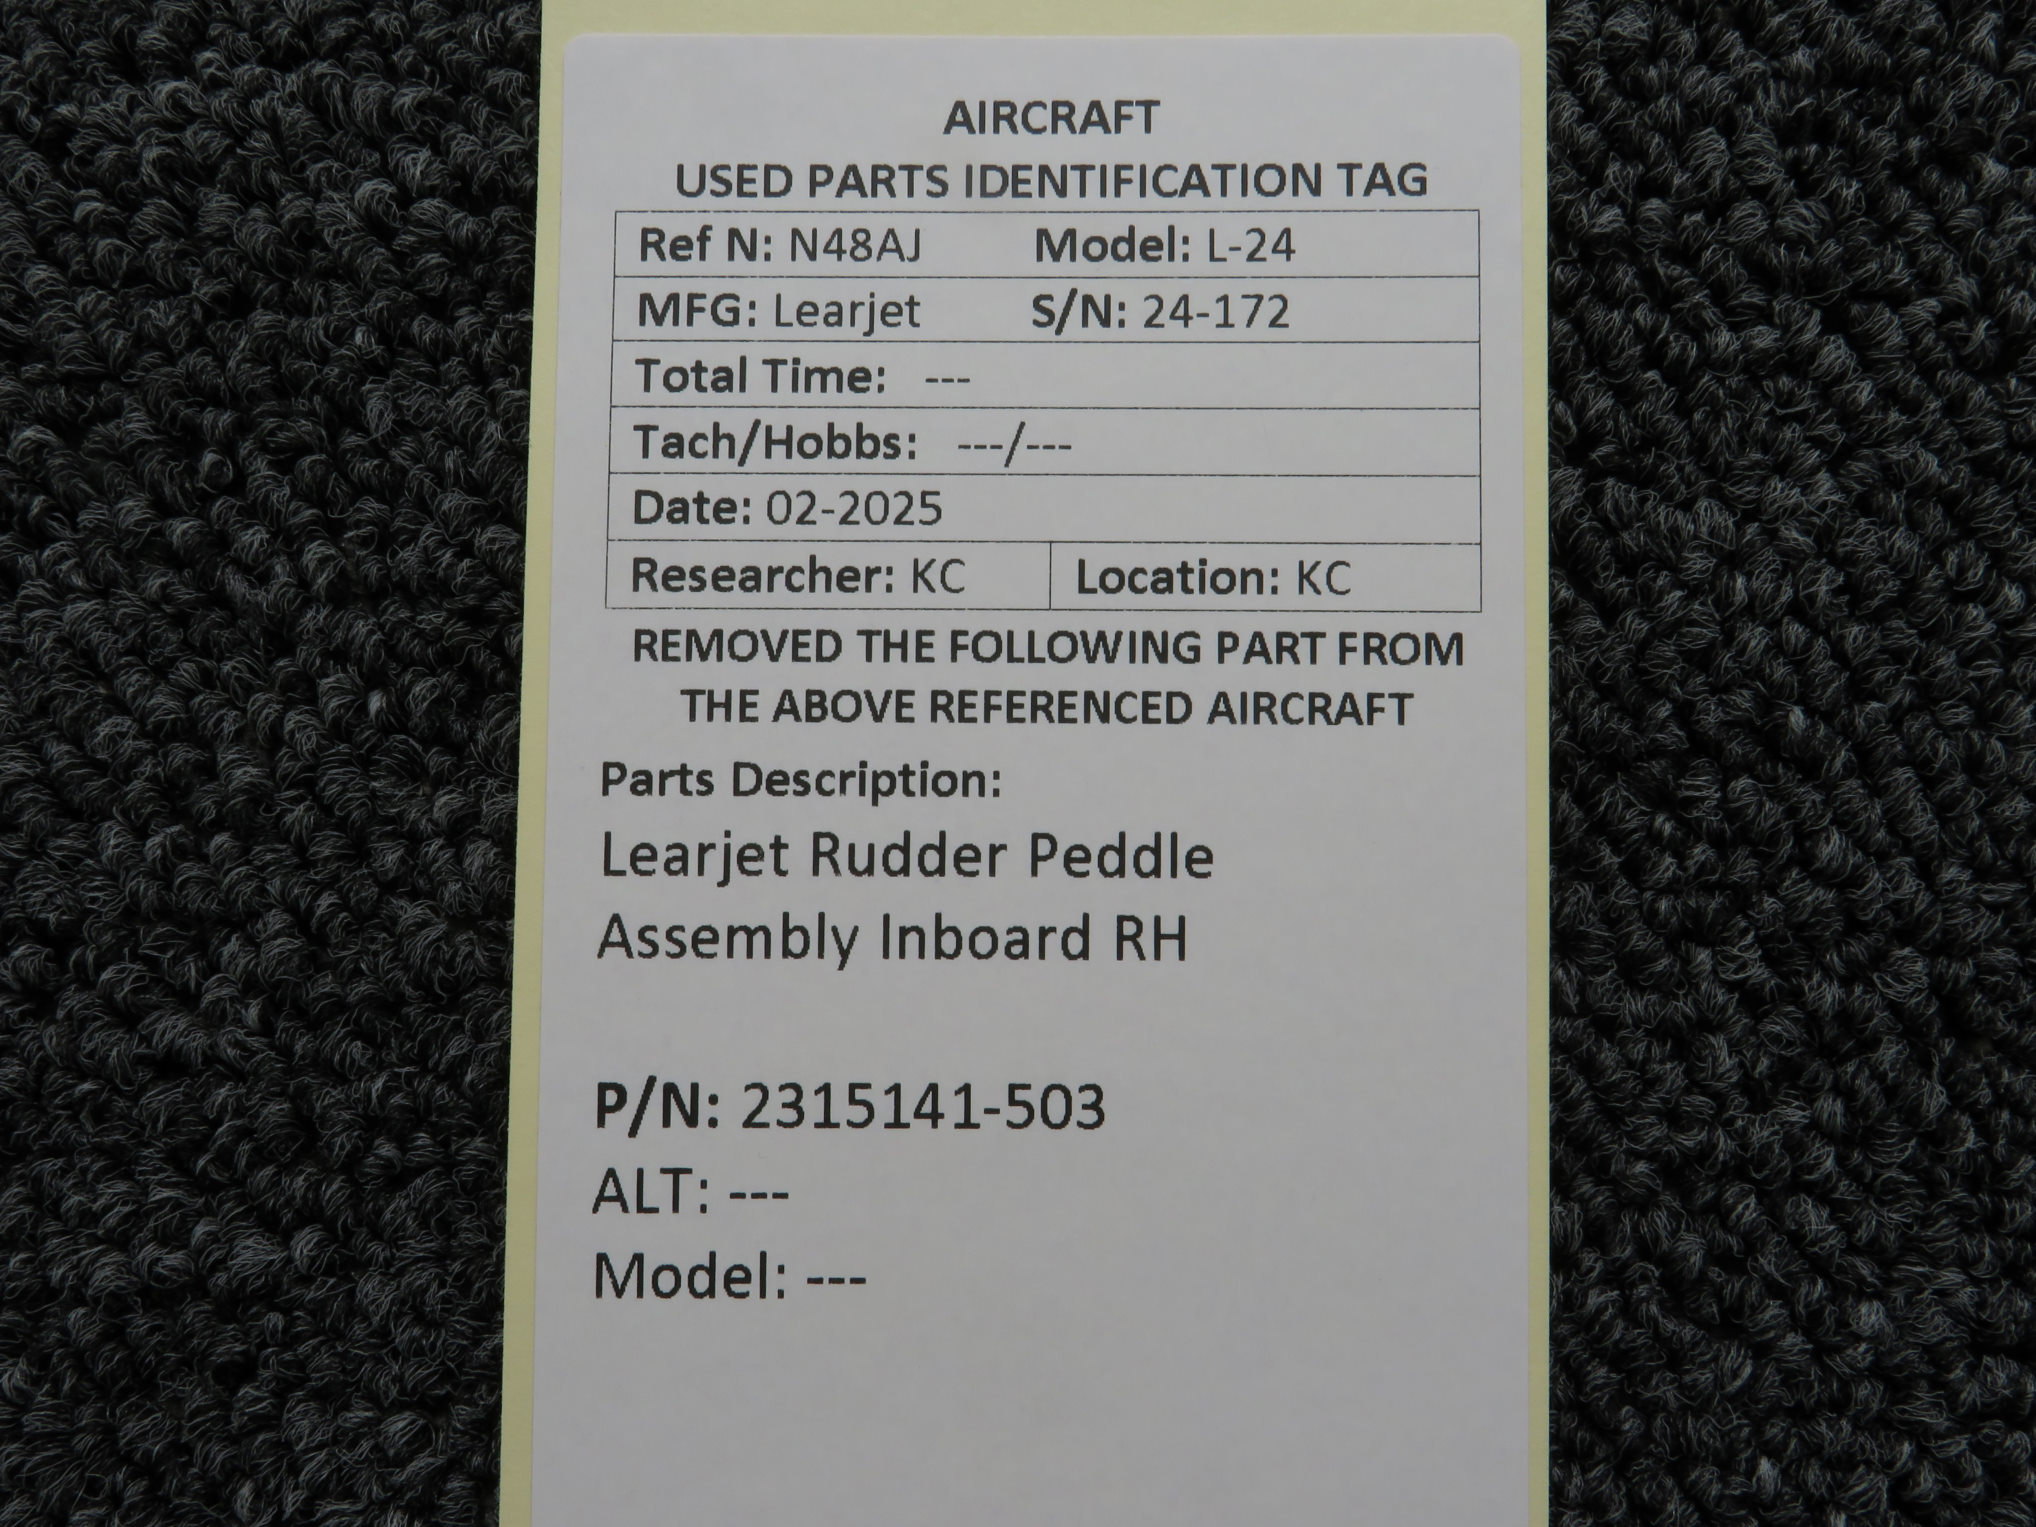 AIRCRAFT
USED PARTS IDENTIFICATION TAG
Ref N: N48AJ Model: L-24
MFG: Learjet S/N: 24-172
Total Time: ---
Tach/Hobbs: ---/---
Date: 02-2025
Researcher: KC Location: KC
REMOVED THE FOLLOWING PART FROM
THE ABOVE REFERENCED AIRCRAFT
Parts Description:
Learjet Rudder Peddle
Assembly Inboard RH
P/N: 2315141-503
ALT: ---
Model: ---